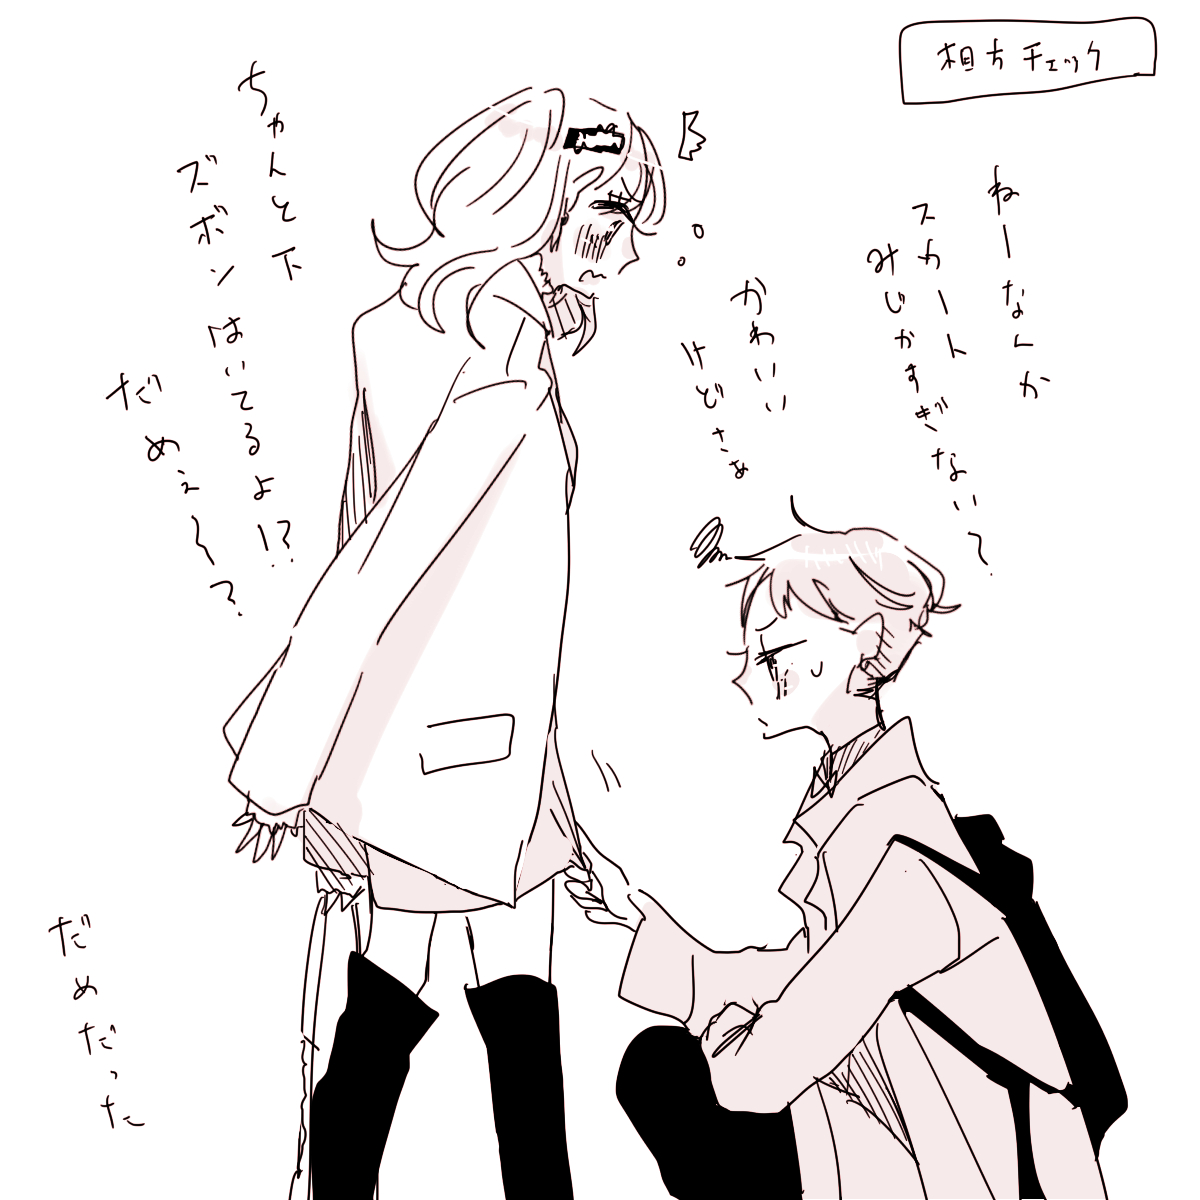 相方チェック
ねーなんか
スカート
みじかすぎない?
かわいい
けどさぁ
ちゃんと下
ズボンはいてるよ!?
だめぇ〜?
だめだった